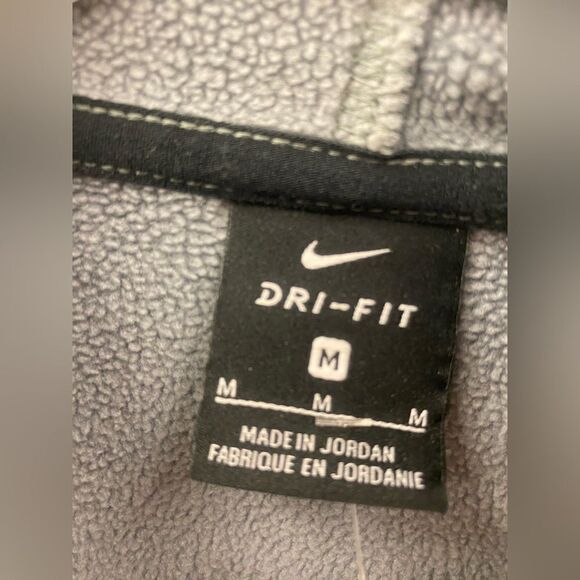 DRI-FIT
M
M M M
MADE IN JORDAN
FABRIQUE EN JORDANIE